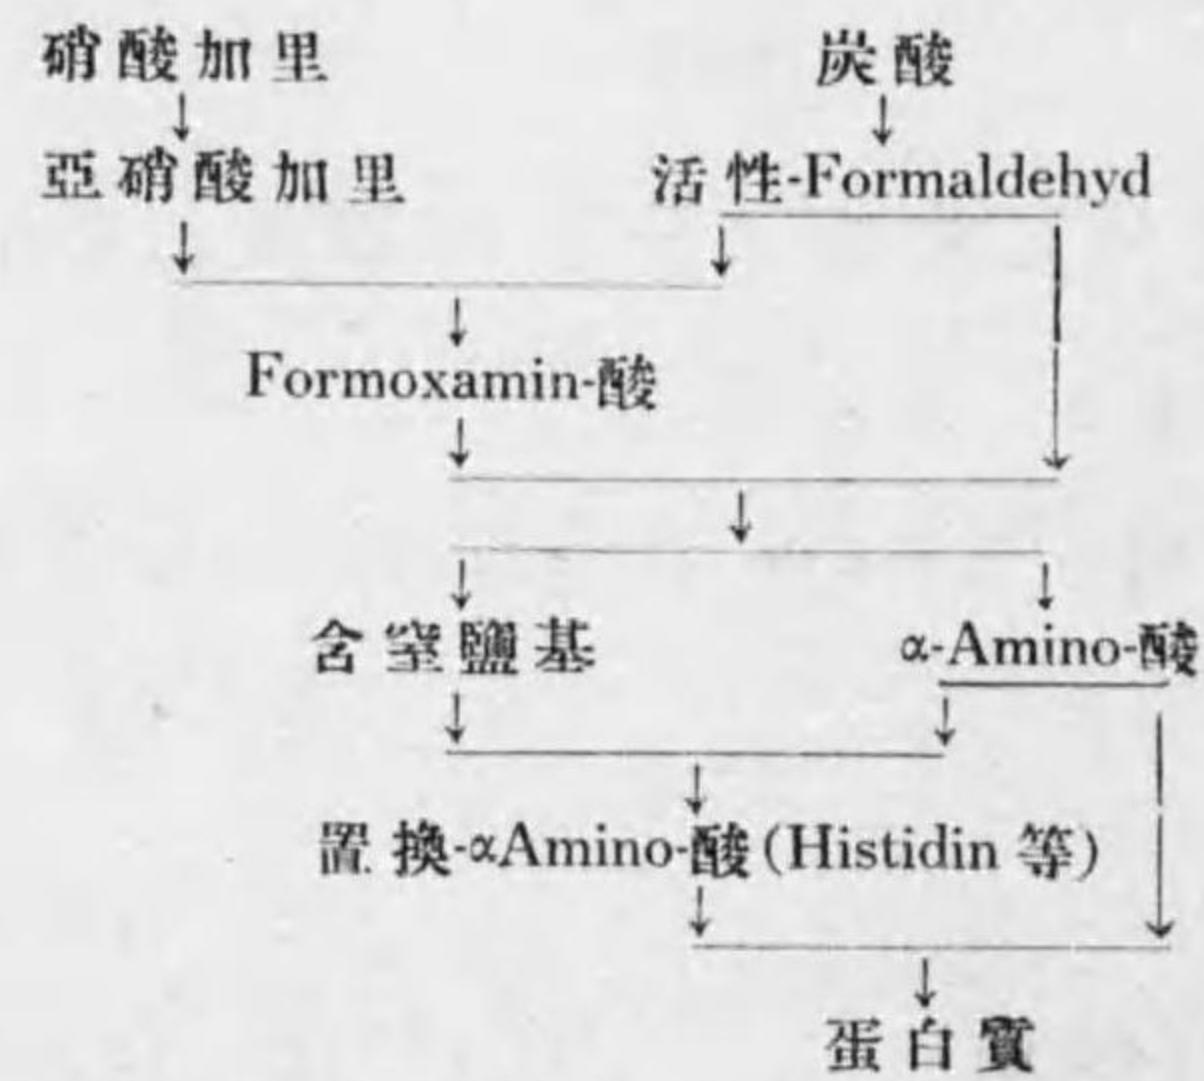 硝酸加里
炭酸
亞硝酸加里
活性-Formaldehyd
Formoxamin-酸
含窒鹽基
α-Amino-酸
置換-αAmino-酸(Histidin 等)
蛋白質